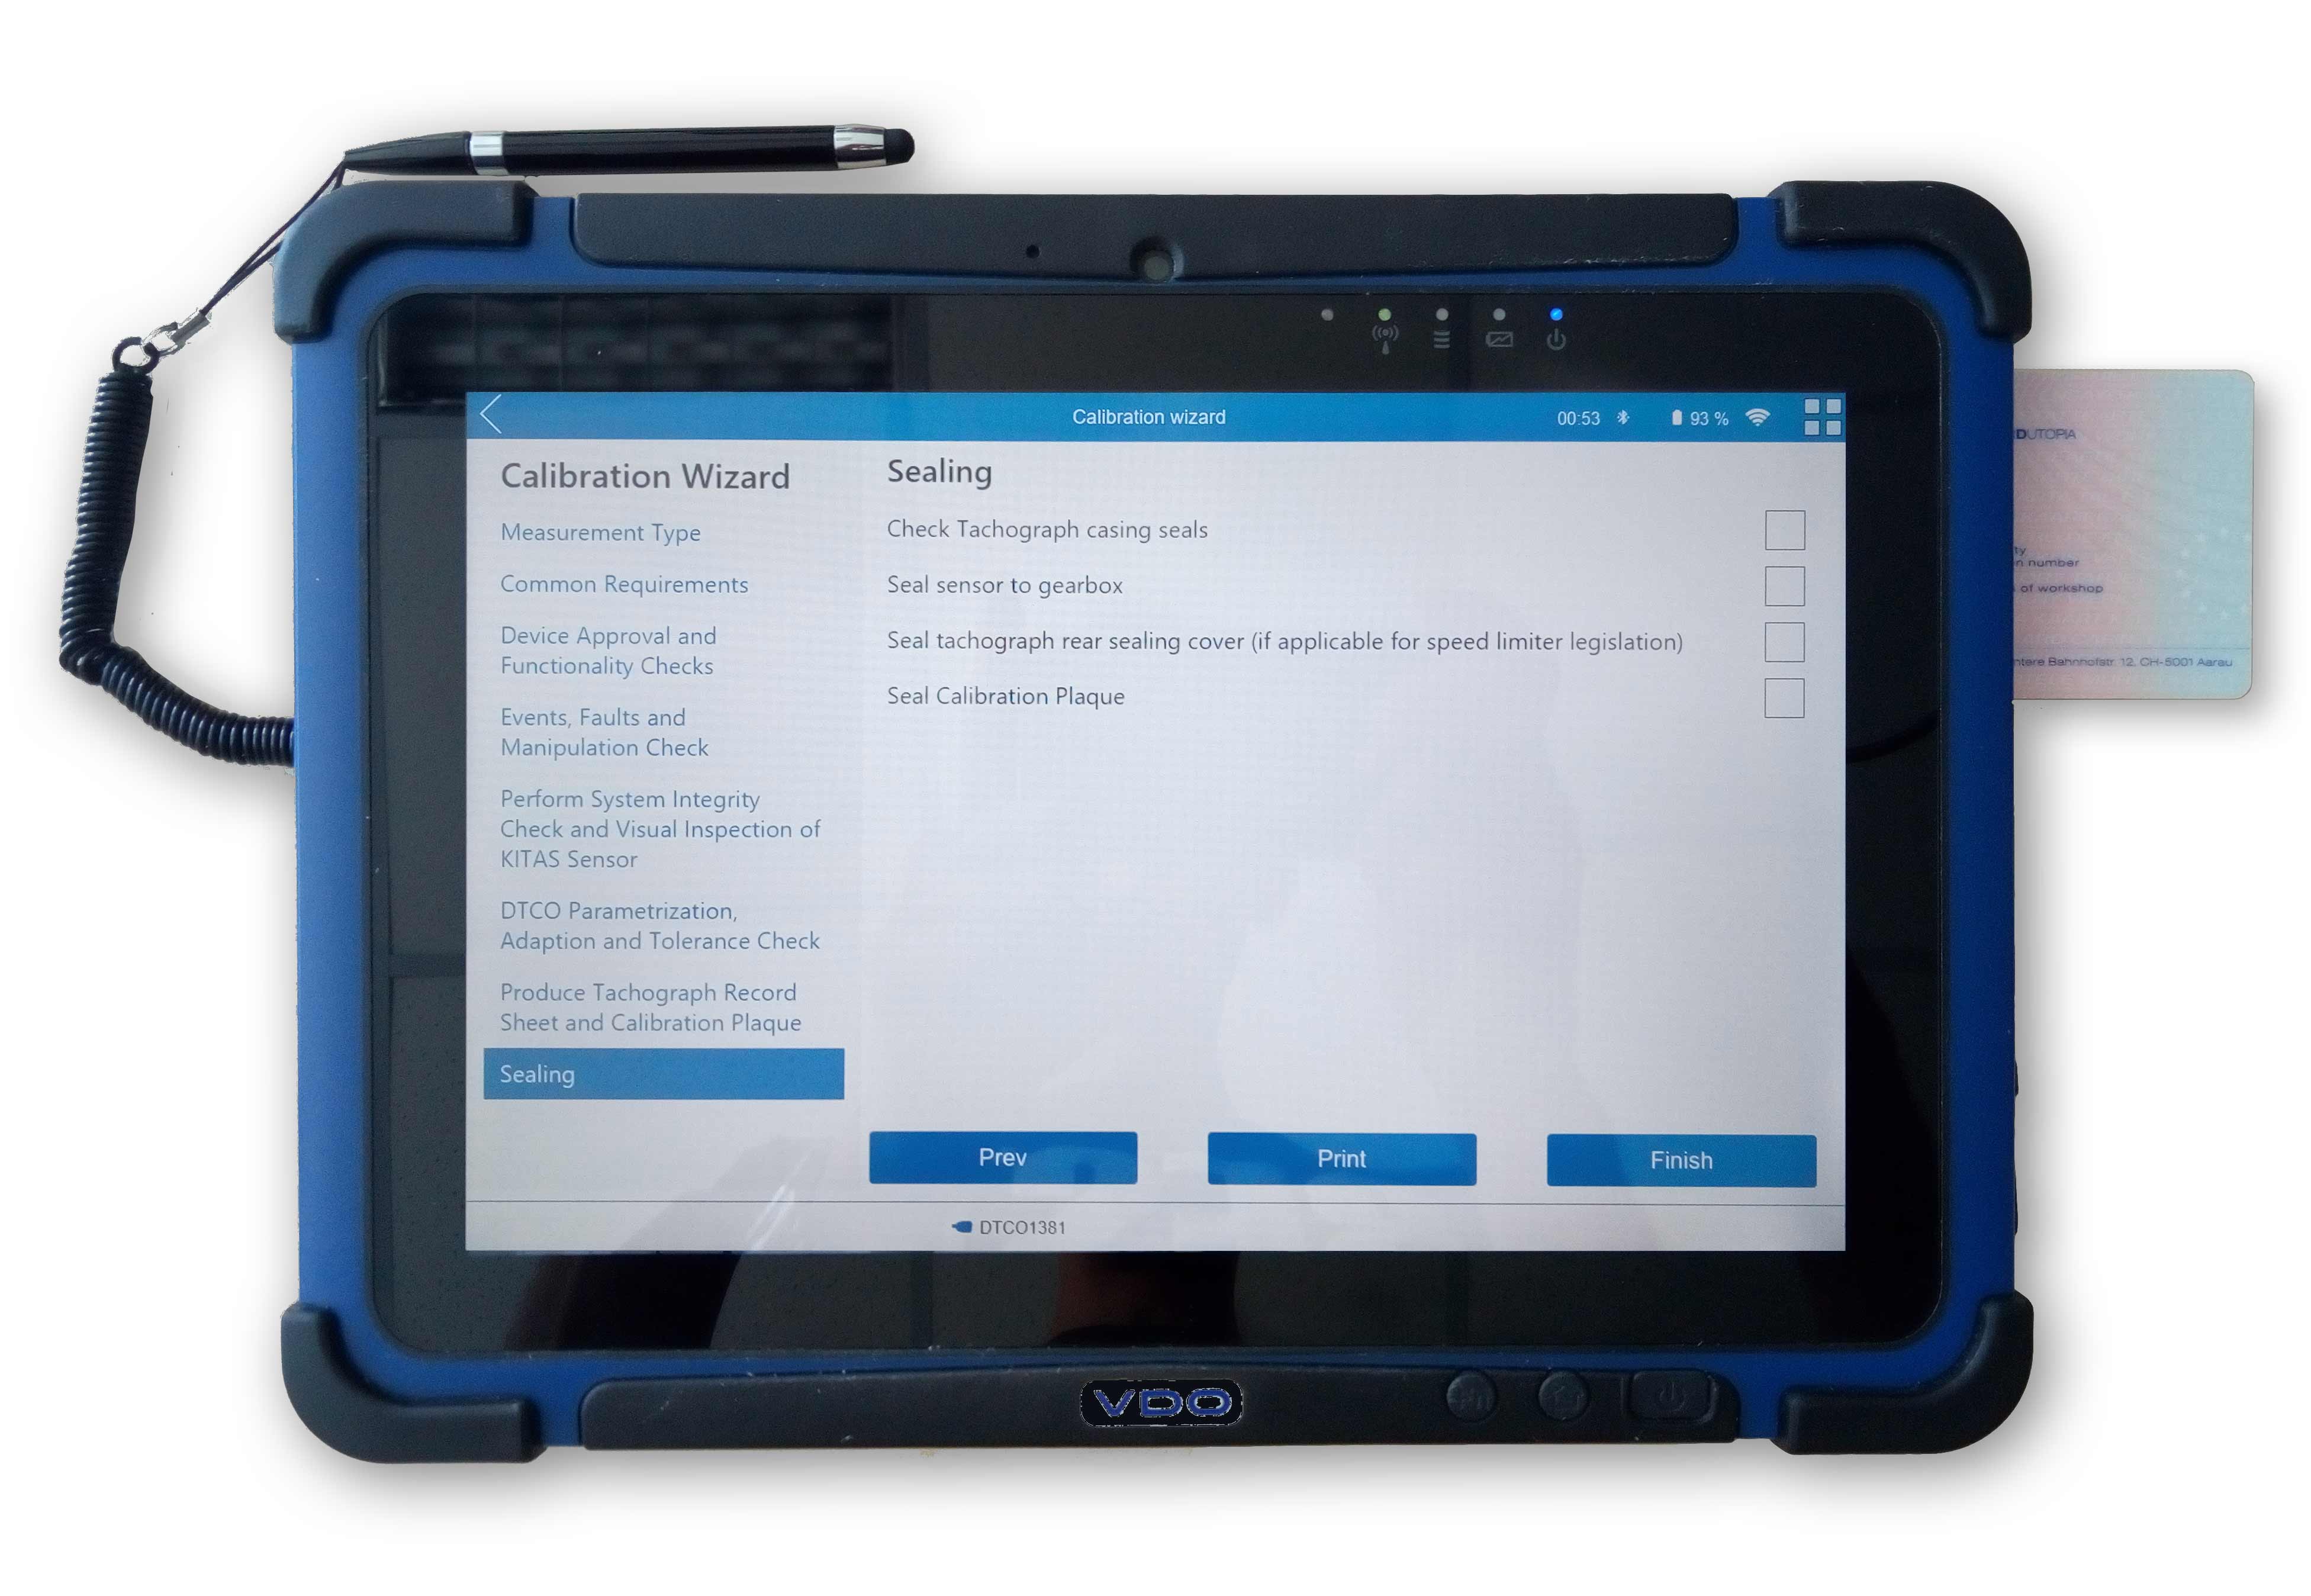 Calibration wizard
00:53
93 %
Calibration Wizard
Measurement Type
Common Requirements
Device Approval and
Functionality Checks
Events, Faults and
Manipulation Check
Perform System Integrity
Check and Visual Inspection of
KITAS Sensor
DTCO Parametrization,
Adaption and Tolerance Check
Produce Tachograph Record
Sheet and Calibration Plaque
Sealing
Sealing
Check Tachograph casing seals
Seal sensor to gearbox
Seal tachograph rear sealing cover (if applicable for speed limiter legislation)
Seal Calibration Plaque
Prev
Print
Finish
DTCO1381
VDO
DUTOPIA
ty
n number
of workshop
ntere Bahnhofstr. 12, CH-5001 Aarau